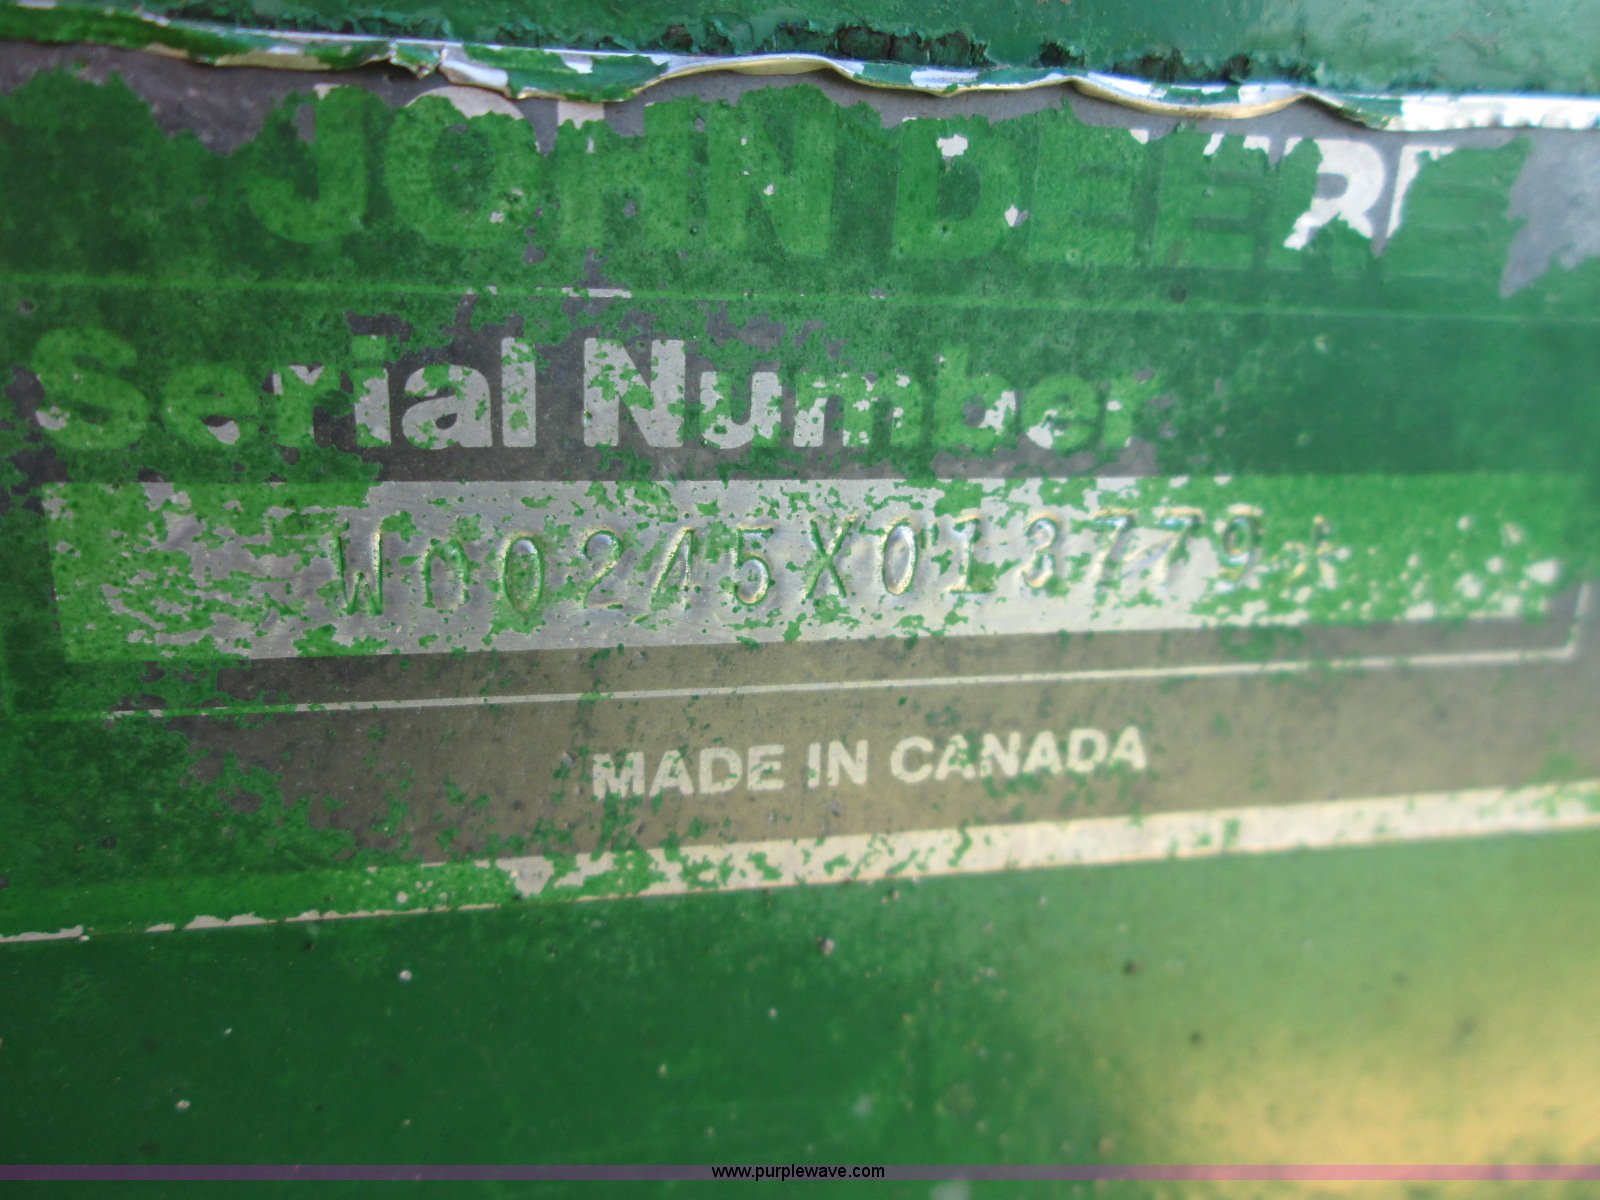 JOHN DEERE
Serial Number
W00245X013779
MADE IN CANADA
www.purplewave.com